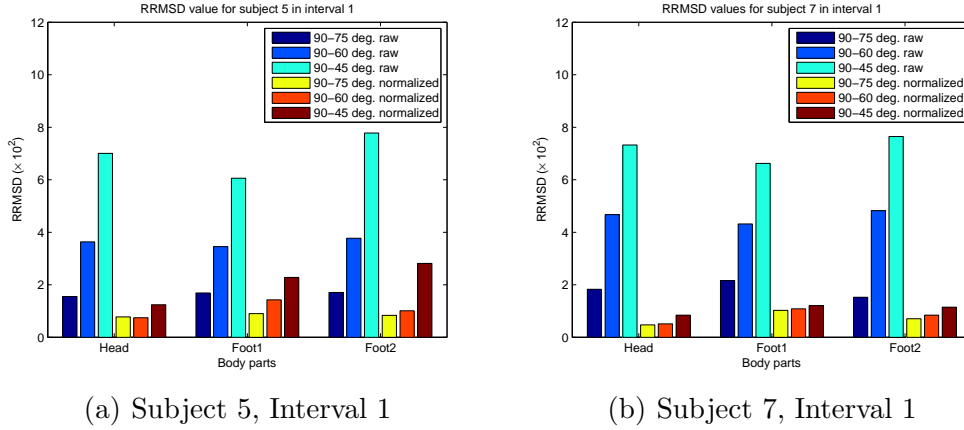 RRMSD value for subject 5 in interval 1
12
10
8
6
4
2
0
RRMSD (× 10²)
90−75 deg. raw
90−60 deg. raw
90−45 deg. raw
90−75 deg. normalized
90−60 deg. normalized
90−45 deg. normalized
Head Foot1 Foot2
Body parts
(a) Subject 5, Interval 1
RRMSD values for subject 7 in interval 1
12
10
8
6
4
2
0
RRMSD (× 10²)
90−75 deg. raw
90−60 deg. raw
90−45 deg. raw
90−75 deg. normalized
90−60 deg. normalized
90−45 deg. normalized
Head Foot1 Foot2
Body parts
(b) Subject 7, Interval 1